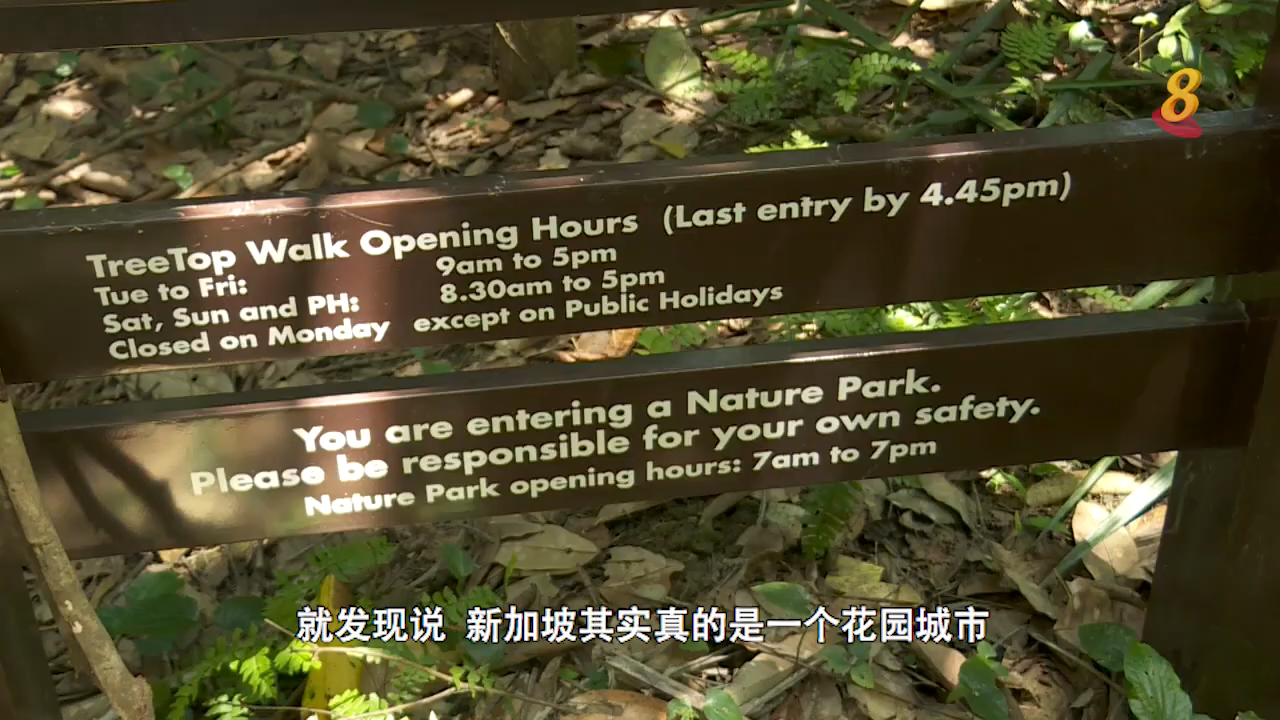 8
TreeTop Walk Opening Hours (Last entry by 4.45pm)
Tue to Fri: 9am to 5pm
Sat, Sun and PH: 8.30am to 5pm
Closed on Monday except on Public Holidays
You are entering a Nature Park.
Please be responsible for your own safety.
Nature Park opening hours: 7am to 7pm
就发现说 新加坡其实真的是一个花园城市